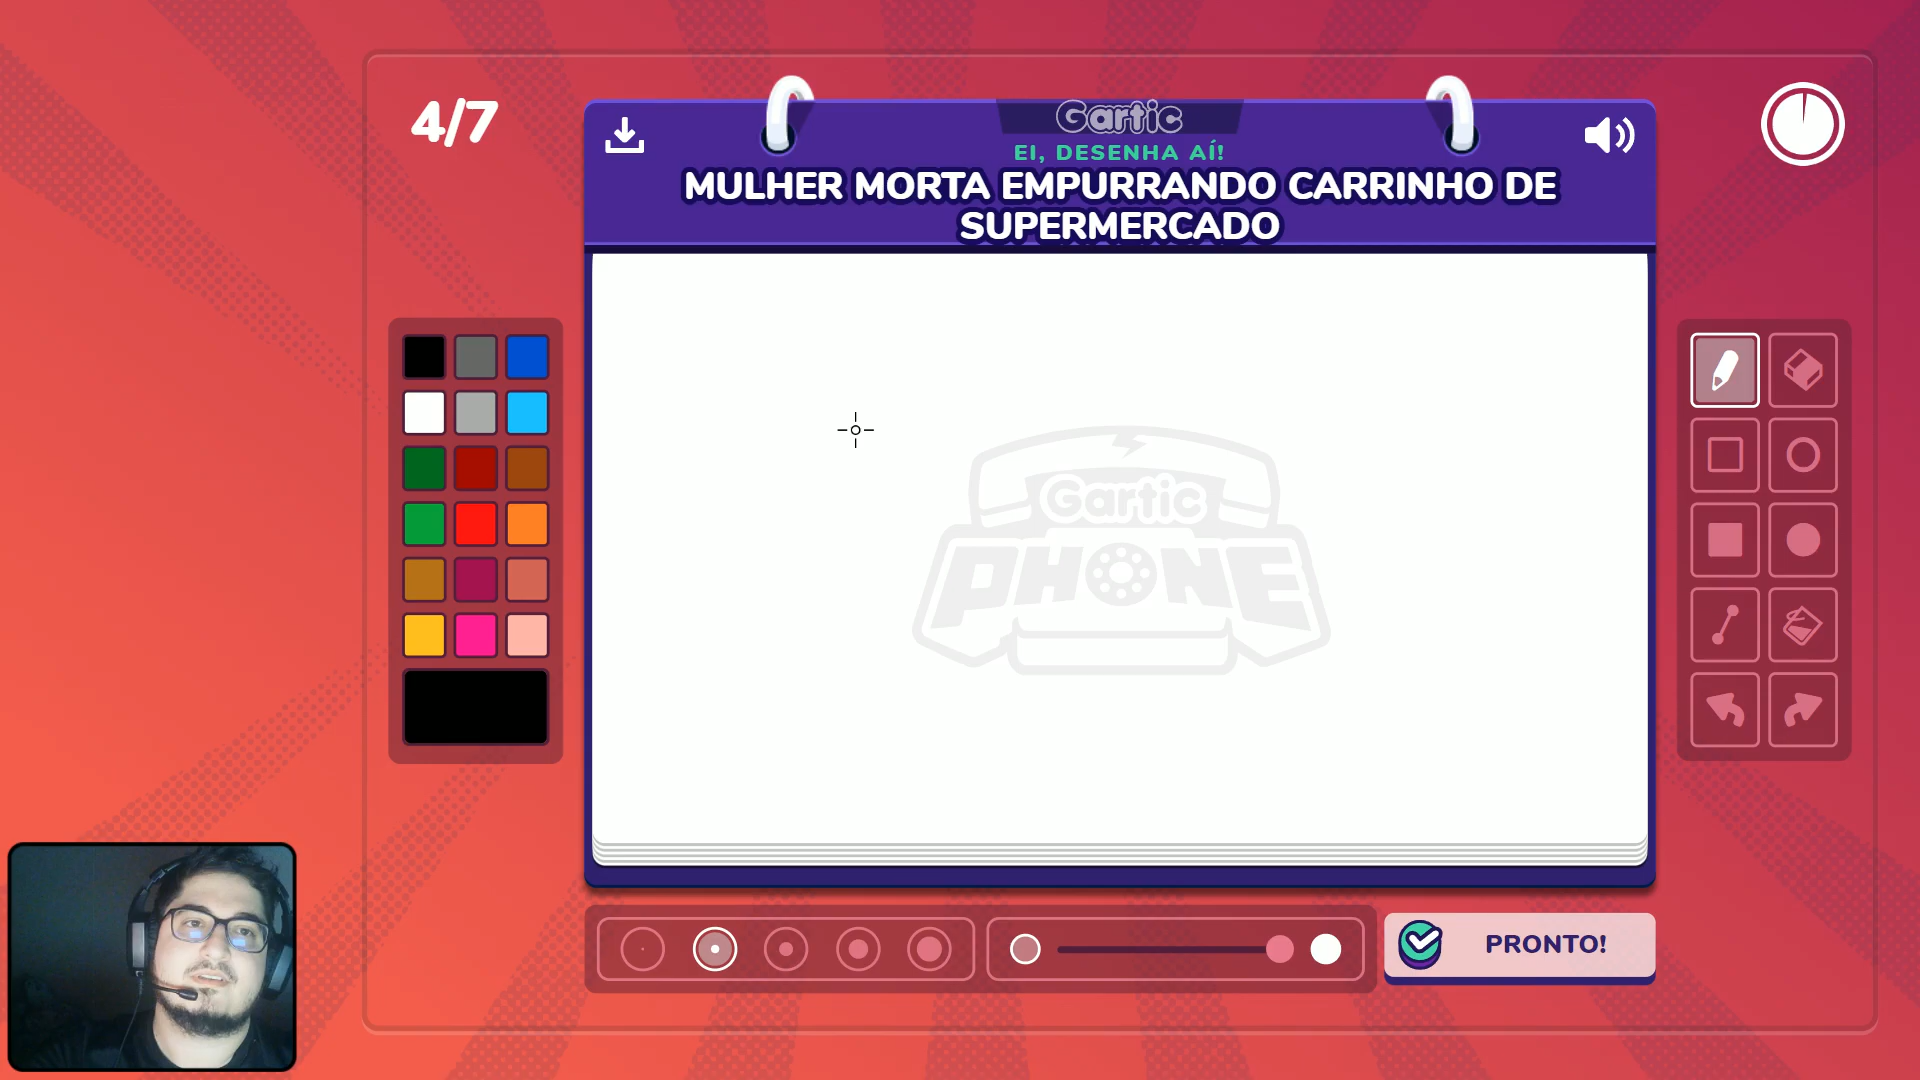 4/7
Gartic
EI, DESENHA AÍ!
MULHER MORTA EMPURRANDO CARRINHO DE
SUPERMERCADO
Gartic
PHONE
PRONTO!